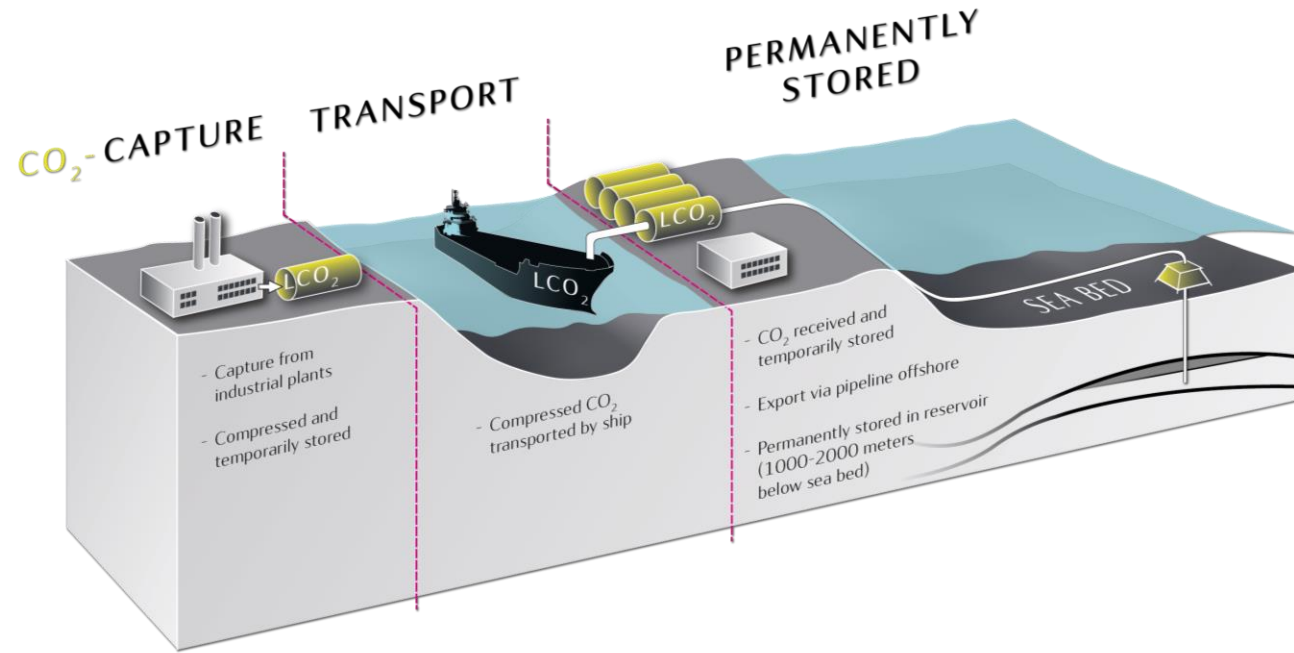 CO₂- CAPTURE
TRANSPORT
PERMANENTLY
STORED
LCO₂
LCO₂
LCO₂
SEA BED
- Capture from
industrial plants
- Compressed and
temporarily stored
- Compressed CO₂
transported by ship
- CO₂ received and
temporarily stored
- Export via pipeline offshore
- Permanently stored in reservoir
(1000-2000 meters
below sea bed)